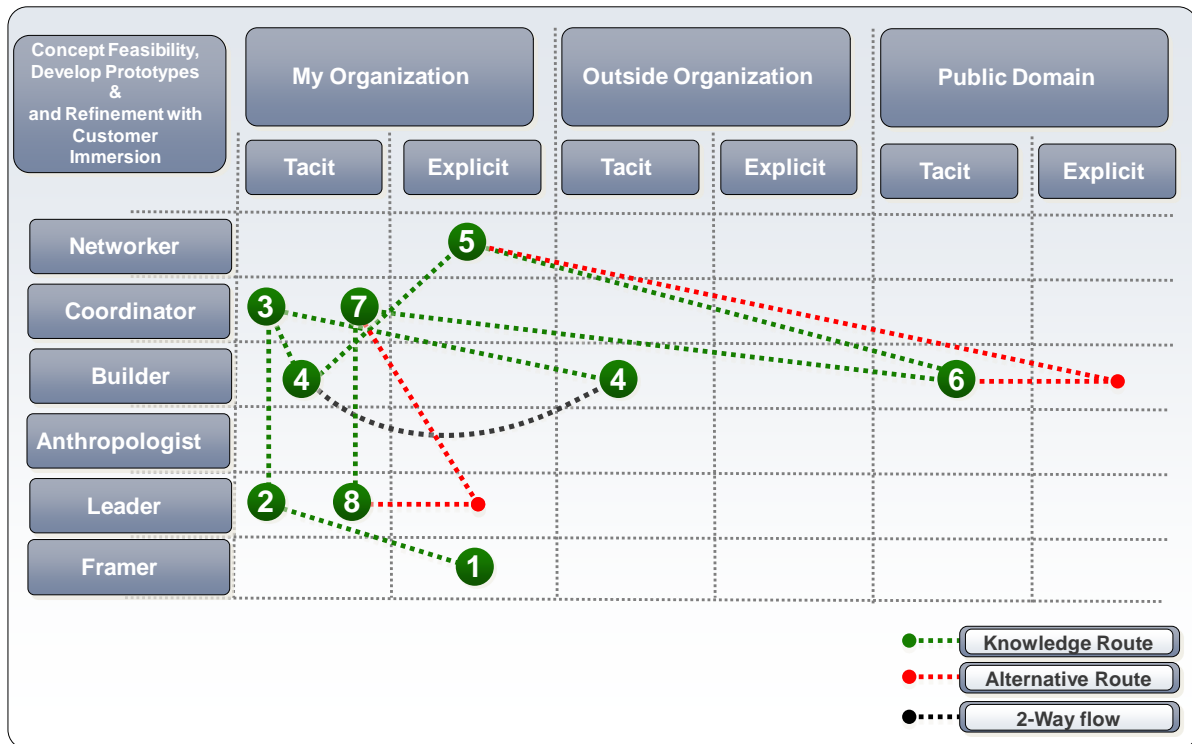 Concept Feasibility,
Develop Prototypes
&
and Refinement with
Customer
Immersion
My Organization
Outside Organization
Public Domain
Tacit
Explicit
Tacit
Explicit
Tacit
Explicit
Networker
5
Coordinator
3
7
Builder
4
4
6
Anthropologist
Leader
2
8
Framer
1
Knowledge Route
Alternative Route
2-Way flow